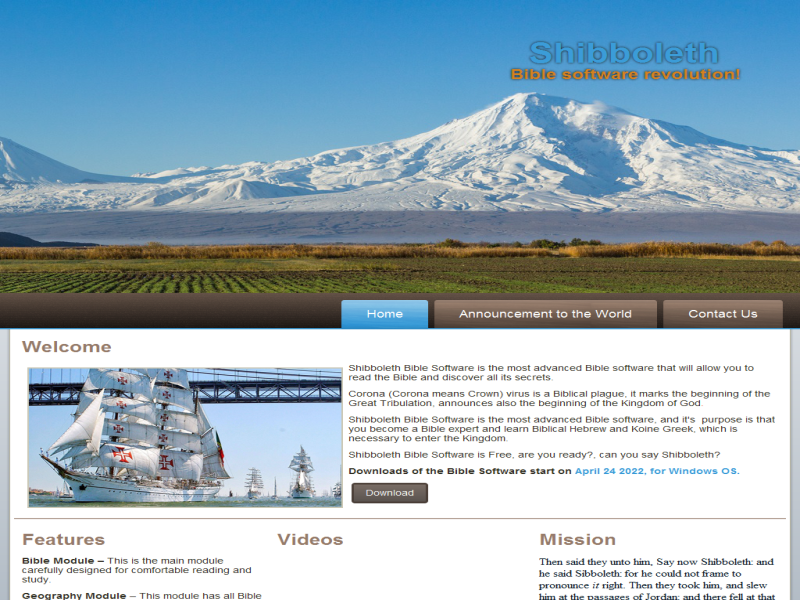 Shibboleth
Bible software revolution!
Home
Announcement to the World
Contact Us
Welcome
Shibboleth Bible Software is the most advanced Bible software that will allow you to
read the Bible and discover all its secrets.
Corona (Corona means Crown) virus is a Biblical plague, it marks the beginning of the
Great Tribulation, announces also the beginning of the Kingdom of God.
Shibboleth Bible Software is the most advanced Bible software, and it's  purpose is that
you become a Bible expert and learn Biblical Hebrew and Koine Greek, which is
necessary to enter the Kingdom.
Shibboleth Bible Software is Free, are you ready?, can you say Shibboleth?
Downloads of the Bible Software start on April 24 2022, for Windows OS.
Download
Features
Bible Module – This is the main module
carefully designed for comfortable reading and
study.
Geography Module – This module has all Bible
Videos
Mission
Then said they unto him, Say now Shibboleth: and
he said Sibboleth: for he could not frame to
pronounce it right. Then they took him, and slew
him at the passages of Jordan: and there fell at that